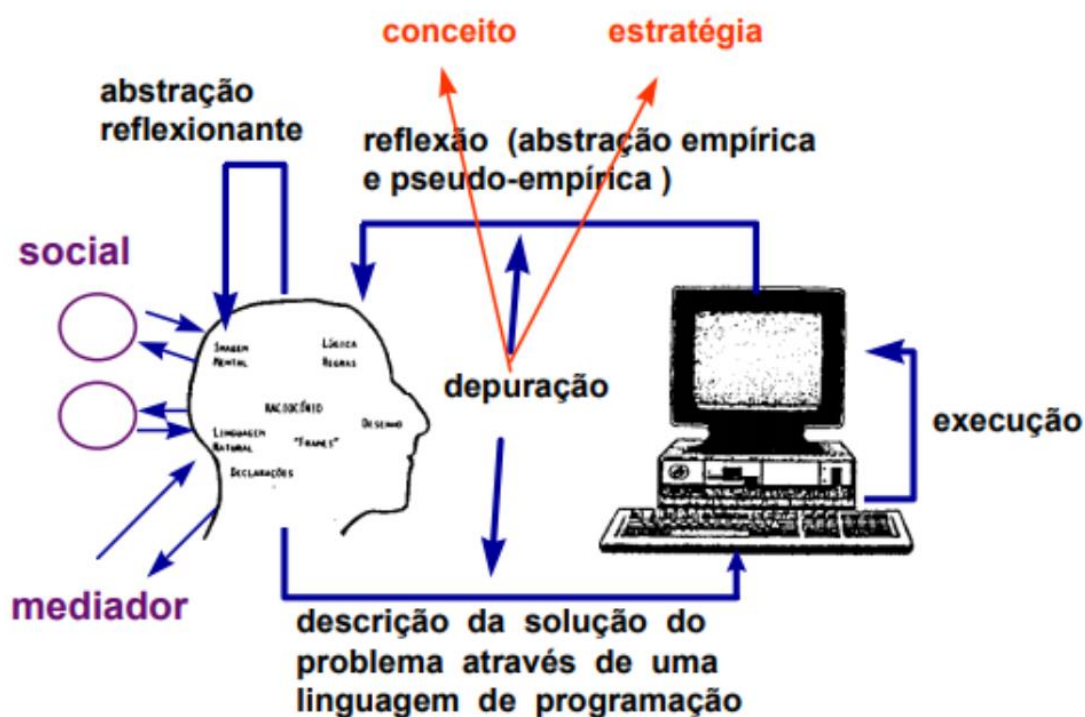 conceito
estratégia
abstração
reflexionante
reflexão (abstração empírica
e pseudo-empírica )
social
IMAGEM
MENTAL
LÓGICA
REGRAS
RACIOCÍNIO
DESENHO
LINGUAGEM
NATURAL
"FRAMES"
DECLARAÇÕES
depuração
execução
mediador
descrição da solução do
problema através de uma
linguagem de programação